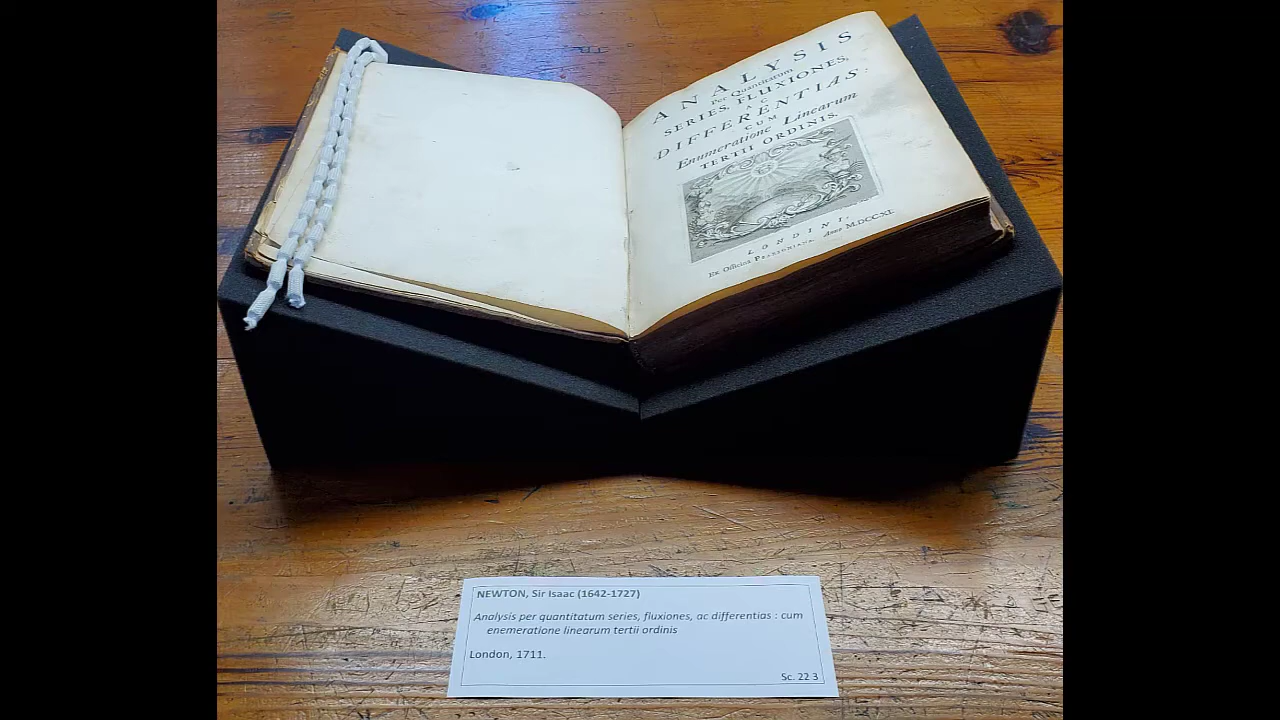 ANALYSIS
Per Quantitatum
SERIES, FLUXIONES,
AC
DIFFERENTIAS:
CUM
Enumeratione Linearum
TERTII ORDINIS.
LONDINI,
Ex Officina PEARSONIANA. Anno M.DCC.XI.
NEWTON, Sir Isaac (1642-1727)
Analysis per quantitatum series, fluxiones, ac differentias : cum
enemeratione linearum tertii ordinis
London, 1711.
Sc. 22 3